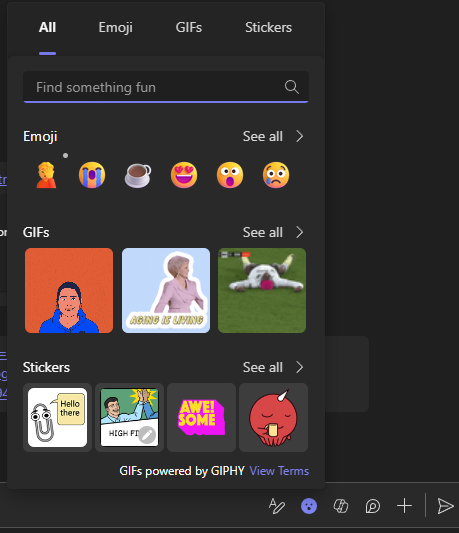 All Emoji GIFs Stickers
Find something fun
Emoji See all
GIFs See all
AGING IS LIVING
Stickers See all
Hello
there
HIGH FI
AWE!
SOME
GIFs powered by GIPHY View Terms